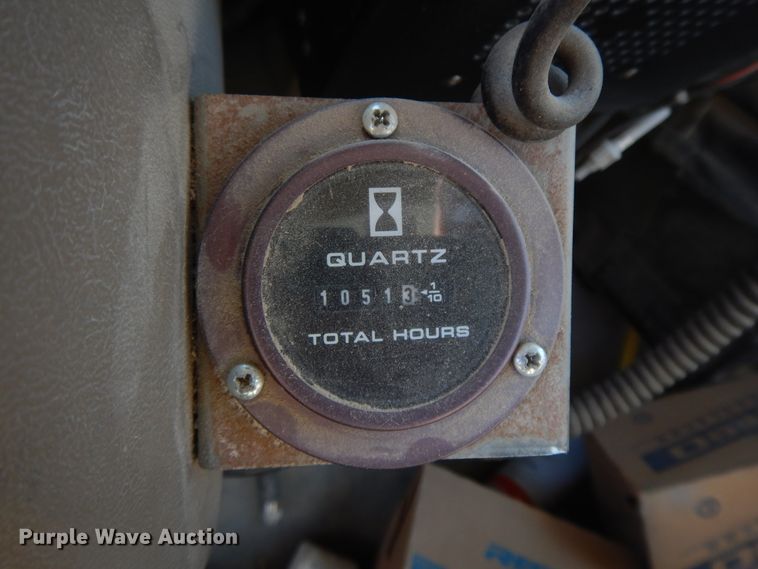 QUARTZ
10513 1/10
TOTAL HOURS
Purple Wave Auction